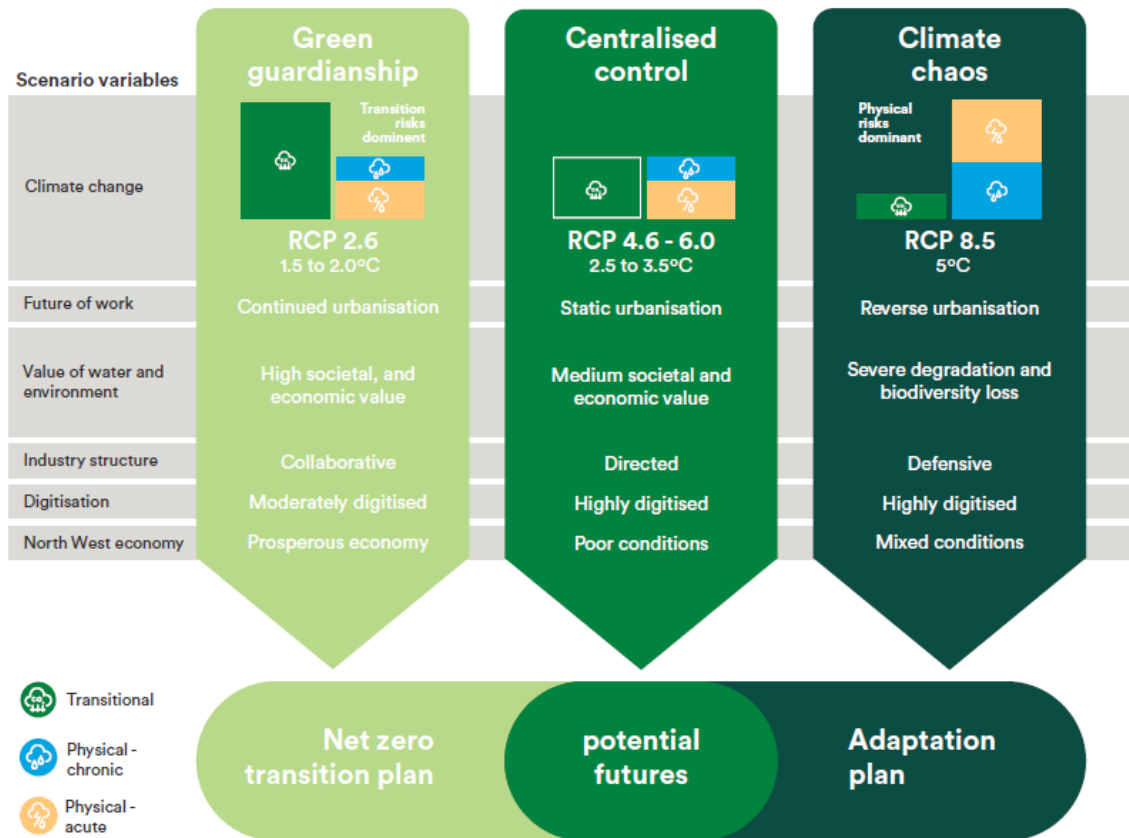 Green
guardianship
Centralised
control
Climate
chaos
Scenario variables
Climate change
Transition
risks
dominent
Physical
risks
dominant
RCP 2.6
1.5 to 2.0ºC
RCP 4.6 - 6.0
2.5 to 3.5ºC
RCP 8.5
5ºC
Future of work
Continued urbanisation
Static urbanisation
Reverse urbanisation
Value of water and
environment
High societal, and
economic value
Medium societal and
economic value
Severe degradation and
biodiversity loss
Industry structure
Collaborative
Directed
Defensive
Digitisation
Moderately digitised
Highly digitised
Highly digitised
North West economy
Prosperous economy
Poor conditions
Mixed conditions
Transitional
Physical -
chronic
Physical -
acute
Net zero
transition plan
potential
futures
Adaptation
plan